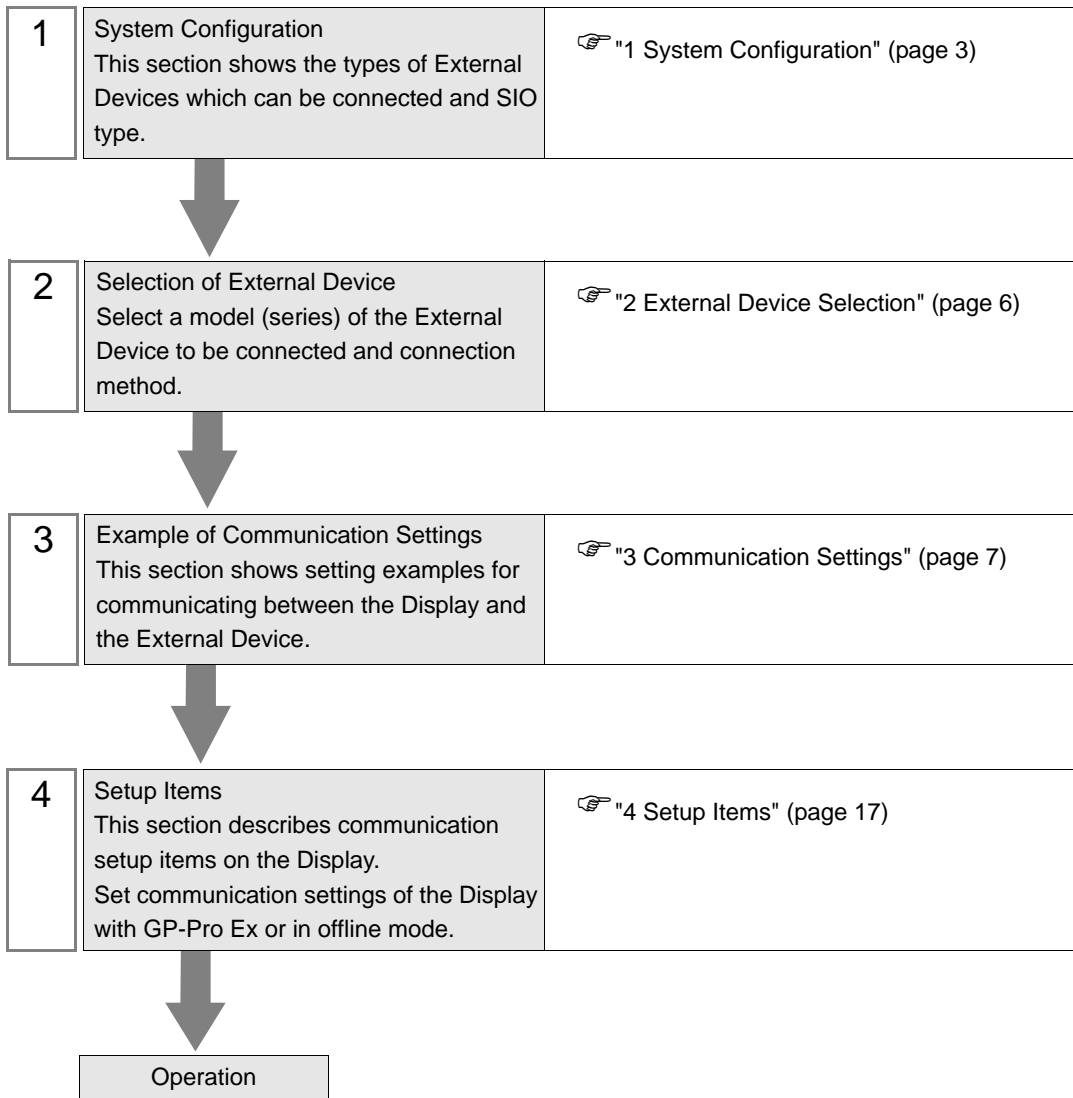 1
System Configuration
This section shows the types of External
Devices which can be connected and SIO
type.
"1 System Configuration" (page 3)
2
Selection of External Device
Select a model (series) of the External
Device to be connected and connection
method.
"2 External Device Selection" (page 6)
3
Example of Communication Settings
This section shows setting examples for
communicating between the Display and
the External Device.
"3 Communication Settings" (page 7)
4
Setup Items
This section describes communication
setup items on the Display.
Set communication settings of the Display
with GP-Pro Ex or in offline mode.
"4 Setup Items" (page 17)
Operation